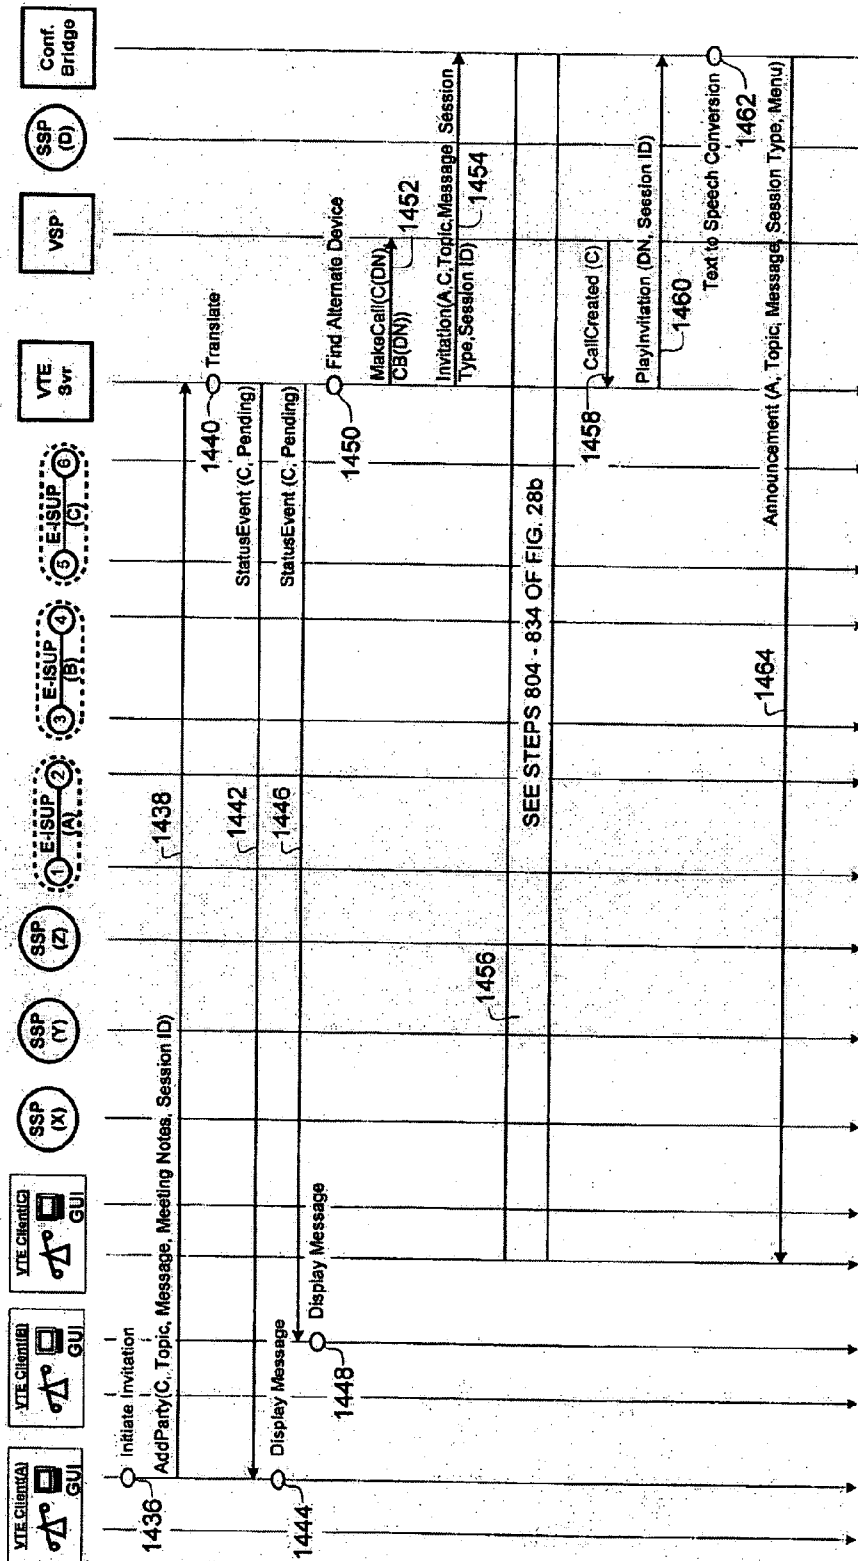 VTE Client(A)
GUI
VTE Client(B)
GUI
VTE Client(C)
GUI
SSP
(X)
SSP
(Y)
SSP
(Z)
1
E-ISUP
(A)
2
3
E-ISUP
(B)
4
5
E-ISUP
(C)
6
VTE
Svr
VSP
SSP
(D)
Conf.
Bridge
Initiate Invitation
1436
AddParty(C, Topic, Message, Meeting Notes, Session ID)
1438
Translate
1440
StatusEvent (C, Pending)
1442
Display Message
1444
StatusEvent (C, Pending)
1446
Display Message
1448
Find Alternate Device
1450
MakeCall(C(DN)
CB(DN))
1452
Invitation(A,C,Topic,Message, Session
Type,Session ID)
1454
1456
SEE STEPS 804 - 834 OF FIG. 28b
CallCreated (C)
1458
PlayInvitation (DN, Session ID)
1460
Text to Speech Conversion
1462
Announcement (A, Topic, Message, Session Type, Menu)
1464